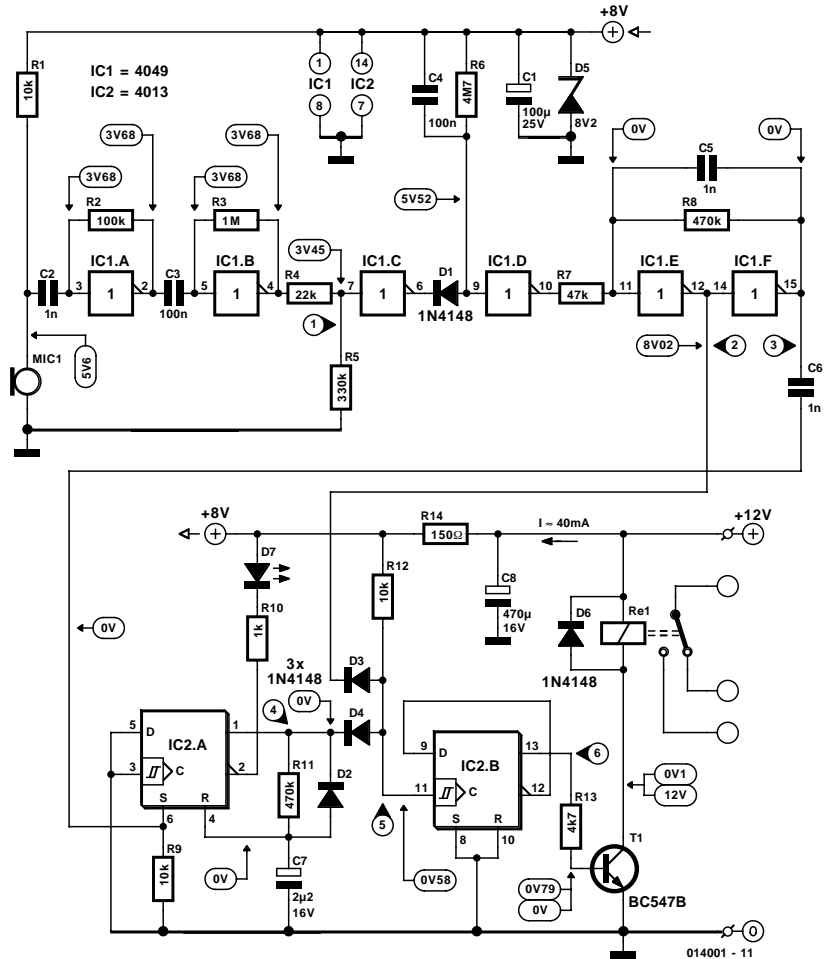 +8V
R1
10k
IC1 = 4049
IC2 = 4013
1
14
IC1
IC2
8
7
C4
100n
R6
4M7
C1
100µ
25V
D5
8V2
0V
0V
C5
1n
R8
470k
3V68
3V68
3V68
3V68
R2
100k
R3
1M
5V52
3V45
C2
1n
3
IC1.A
1
2
C3
100n
5
IC1.B
1
4
R4
22k
7
IC1.C
1
6
D1
1N4148
9
IC1.D
1
10
R7
47k
11
IC1.E
1
12
14
IC1.F
1
15
1
8V02
2
3
MIC1
5V6
R5
330k
C6
1n
+8V
R14
150Ω
I ≈ 40mA
+12V
D7
R12
10k
R10
1k
C8
470µ
16V
D6
1N4148
Re1
0V
3x
1N4148
D3
0V
4
D4
5
D
IC2.A
1
3
C
2
S
R
6
4
R11
470k
D2
5
9
D
IC2.B
13
11
C
12
S
R
8
10
6
R13
4k7
0V1
12V
T1
BC547B
R9
10k
0V
C7
2µ2
16V
0V58
0V79
0V
0
014001 - 11